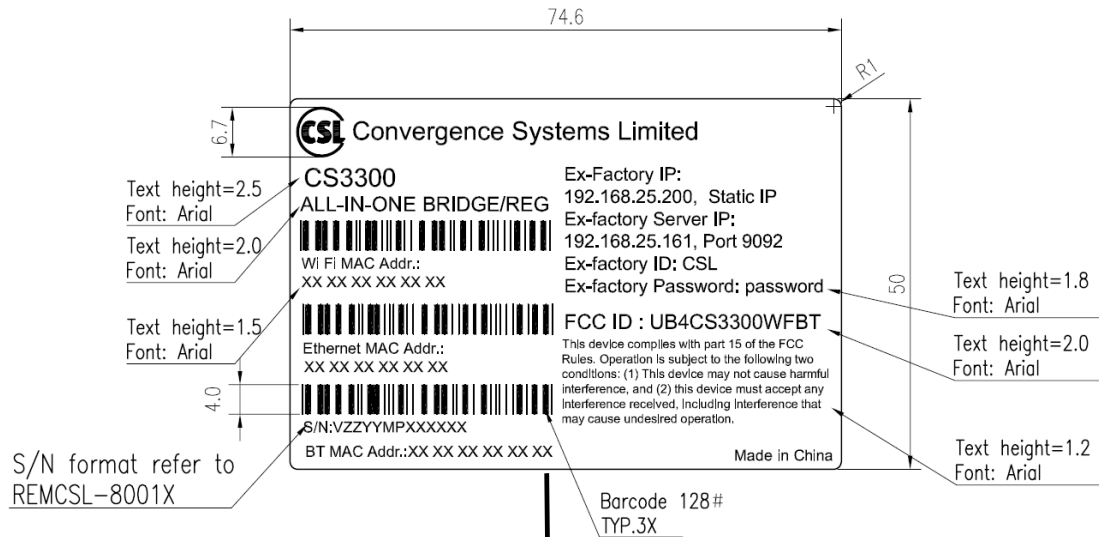 74.6
R1
6.7
CSL Convergence Systems Limited
CS3300
ALL-IN-ONE BRIDGE/REG
Wi Fi MAC Addr.:
XX XX XX XX XX XX
Ethernet MAC Addr.:
XX XX XX XX XX XX
S/N:VZZYYMPXXXXXX
BT MAC Addr.:XX XX XX XX XX XX
Ex-Factory IP:
192.168.25.200, Static IP
Ex-factory Server IP:
192.168.25.161, Port 9092
Ex-factory ID: CSL
Ex-factory Password: password
FCC ID : UB4CS3300WFBT
This device complies with part 15 of the FCC
Rules. Operation is subject to the following two
conditions: (1) This device may not cause harmful
interference, and (2) this device must accept any
interference received, including interference that
may cause undesired operation.
Made in China
50
Text height=2.5
Font: Arial
Text height=2.0
Font: Arial
Text height=1.5
Font: Arial
4.0
S/N format refer to
REMCSL-8001X
Text height=1.8
Font: Arial
Text height=2.0
Font: Arial
Text height=1.2
Font: Arial
Barcode 128#
TYP.3X